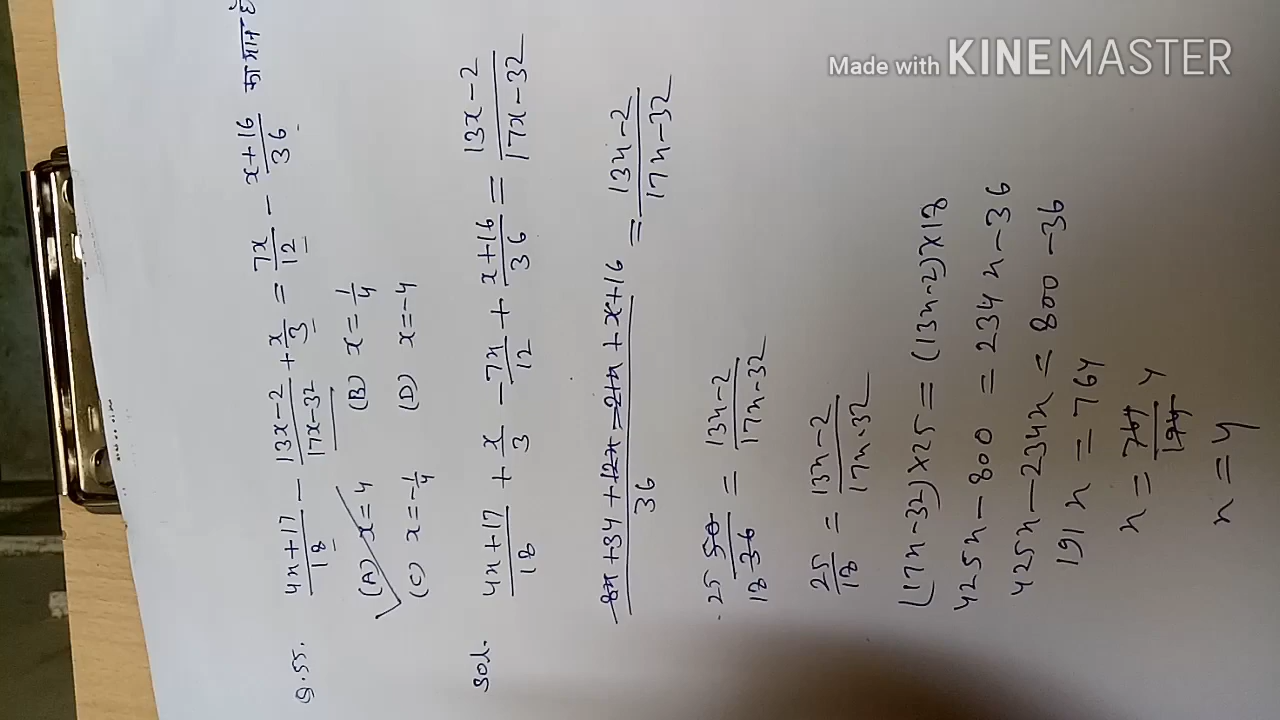 Q.55. (4x+17)/18 - (13x-2)/(17x-32) + x/3 = 7x/12 - (x+16)/36 का मान है
(A) x=4 (B) x=1/4
(C) x=-1/4 (D) x=-4
Sol. (4x+17)/18 + x/3 - 7x/12 + (x+16)/36 = (13x-2)/(17x-32)
(8x+34+12x-21x+x+16)/36 = (13x-2)/(17x-32)
25 50/18 36 = (13x-2)/(17x-32)
25/18 = (13x-2)/(17x-32)
(17x-32)×25 = (13x-2)×18
425x-800 = 234x-36
425x-234x = 800-36
191x = 764
x = 764/191 4
x = 4
Made with KINEMASTER